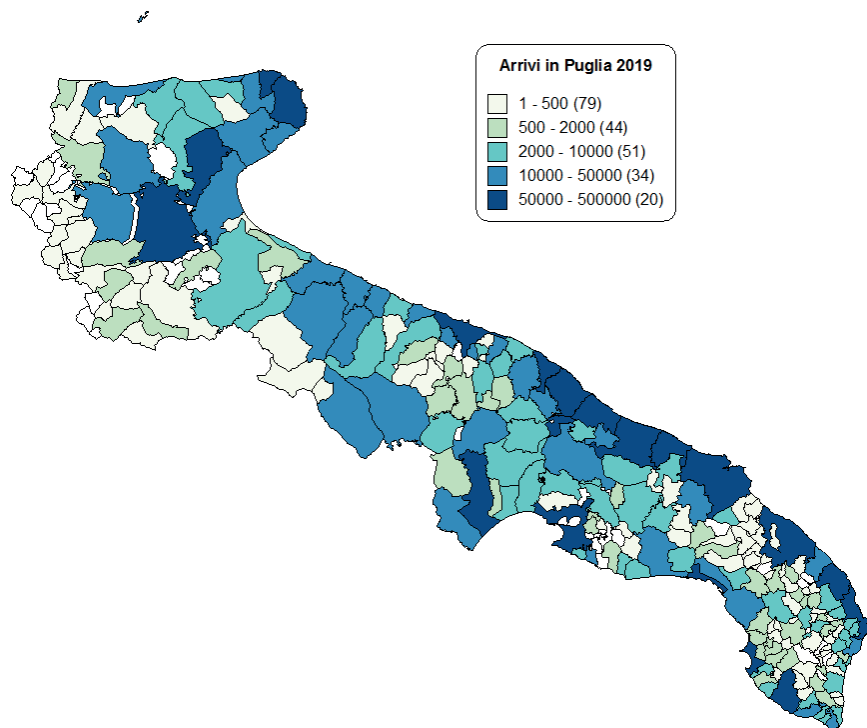 Arrivi in Puglia 2019
1 - 500 (79)
500 - 2000 (44)
2000 - 10000 (51)
10000 - 50000 (34)
50000 - 500000 (20)